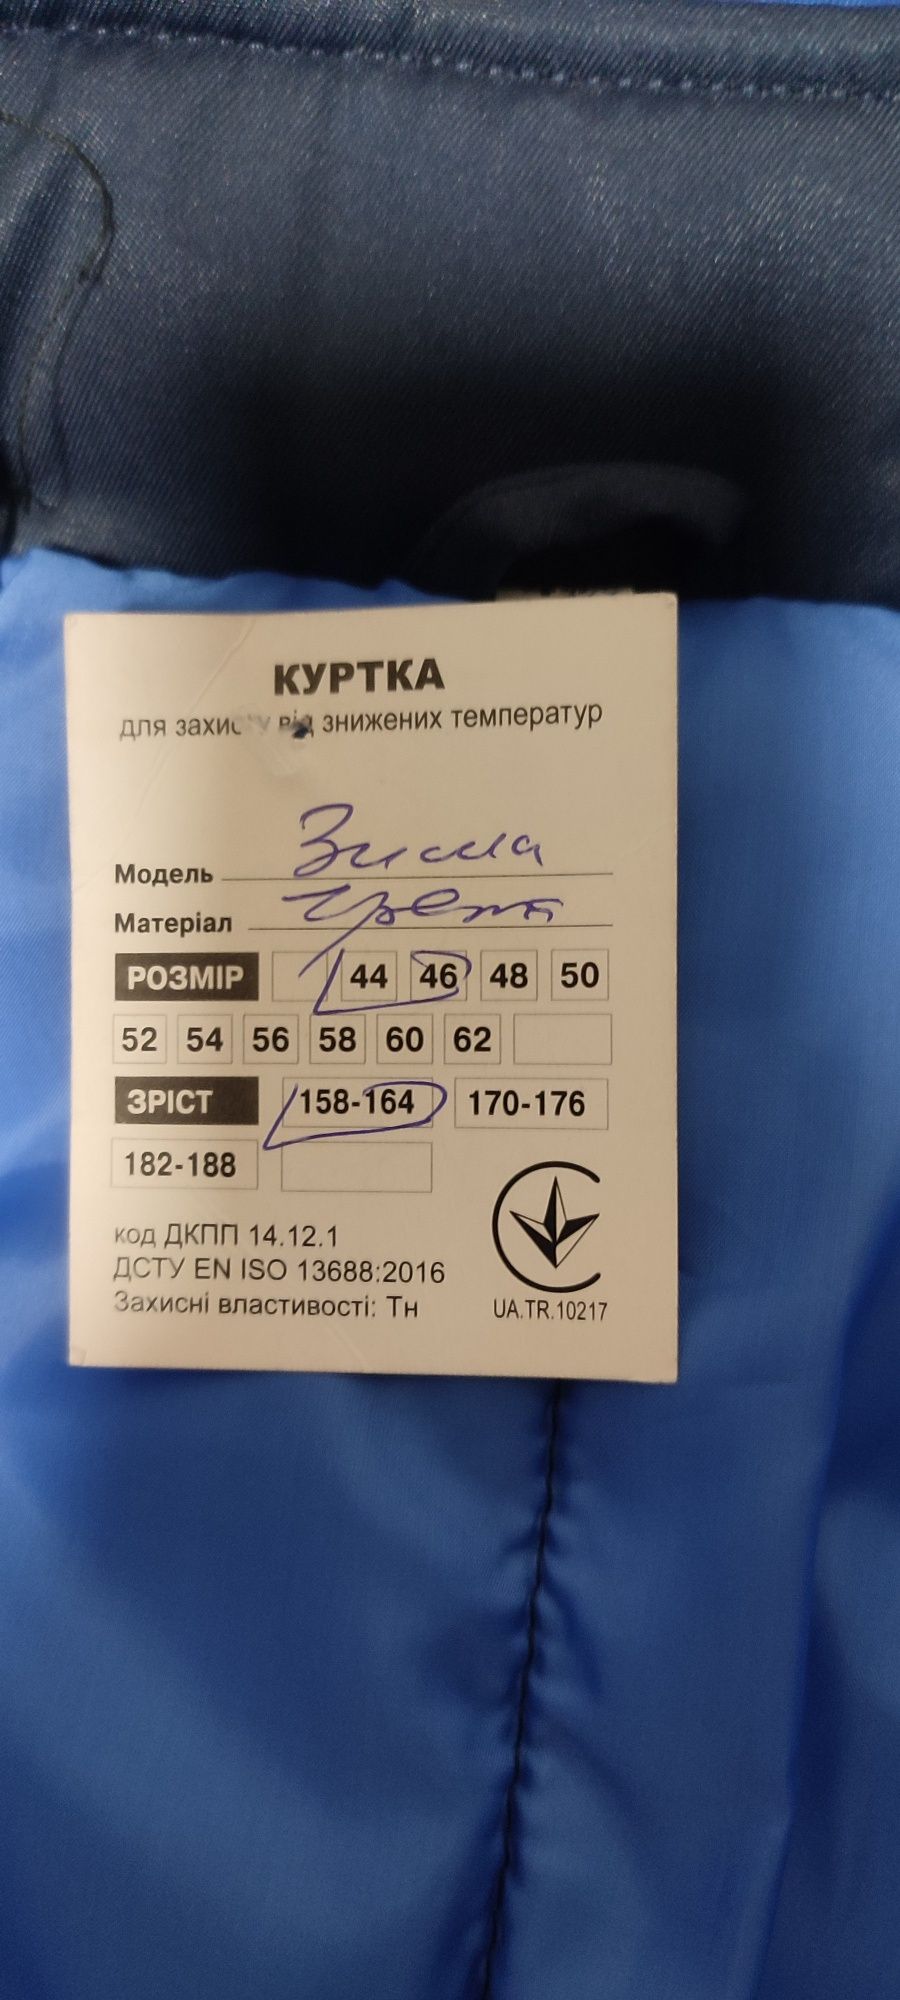 КУРТКА
для захисту від знижених температур
Модель Зима
Матеріал Грета
РОЗМІР 44 46 48 50
52 54 56 58 60 62
ЗРІСТ 158-164 170-176
182-188
код ДКПП 14.12.1
ДСТУ EN ISO 13688:2016
Захисні властивості: Тн
UA.TR.10217